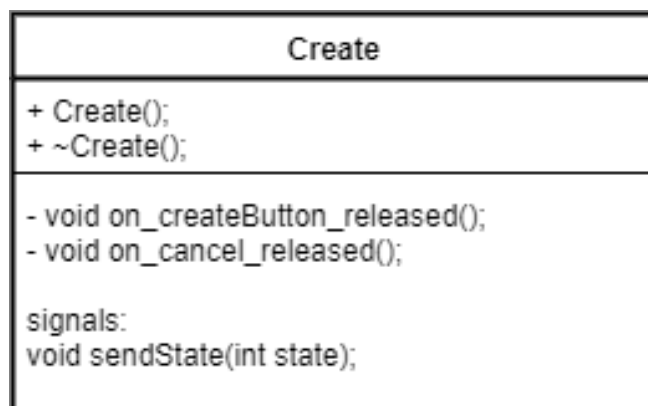 Create
+ Create();
+ ~Create();
- void on_createButton_released();
- void on_cancel_released();
signals:
void sendState(int state);